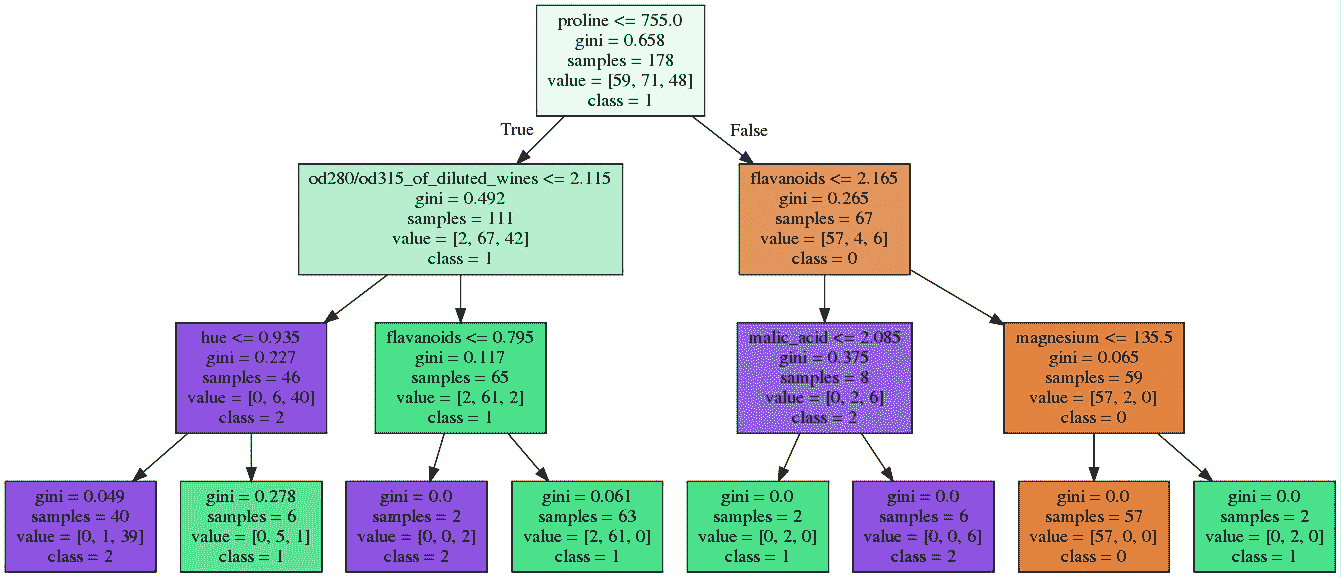 proline <= 755.0
gini = 0.658
samples = 178
value = [59, 71, 48]
class = 1
True
False
od280/od315_of_diluted_wines <= 2.115
gini = 0.492
samples = 111
value = [2, 67, 42]
class = 1
flavanoids <= 2.165
gini = 0.265
samples = 67
value = [57, 4, 6]
class = 0
hue <= 0.935
gini = 0.227
samples = 46
value = [0, 6, 40]
class = 2
flavanoids <= 0.795
gini = 0.117
samples = 65
value = [2, 61, 2]
class = 1
malic_acid <= 2.085
gini = 0.375
samples = 8
value = [0, 2, 6]
class = 2
magnesium <= 135.5
gini = 0.065
samples = 59
value = [57, 2, 0]
class = 0
gini = 0.049
samples = 40
value = [0, 1, 39]
class = 2
gini = 0.278
samples = 6
value = [0, 5, 1]
class = 1
gini = 0.0
samples = 2
value = [0, 0, 2]
class = 2
gini = 0.061
samples = 63
value = [2, 61, 0]
class = 1
gini = 0.0
samples = 2
value = [0, 2, 0]
class = 1
gini = 0.0
samples = 6
value = [0, 0, 6]
class = 2
gini = 0.0
samples = 57
value = [57, 0, 0]
class = 0
gini = 0.0
samples = 2
value = [0, 2, 0]
class = 1